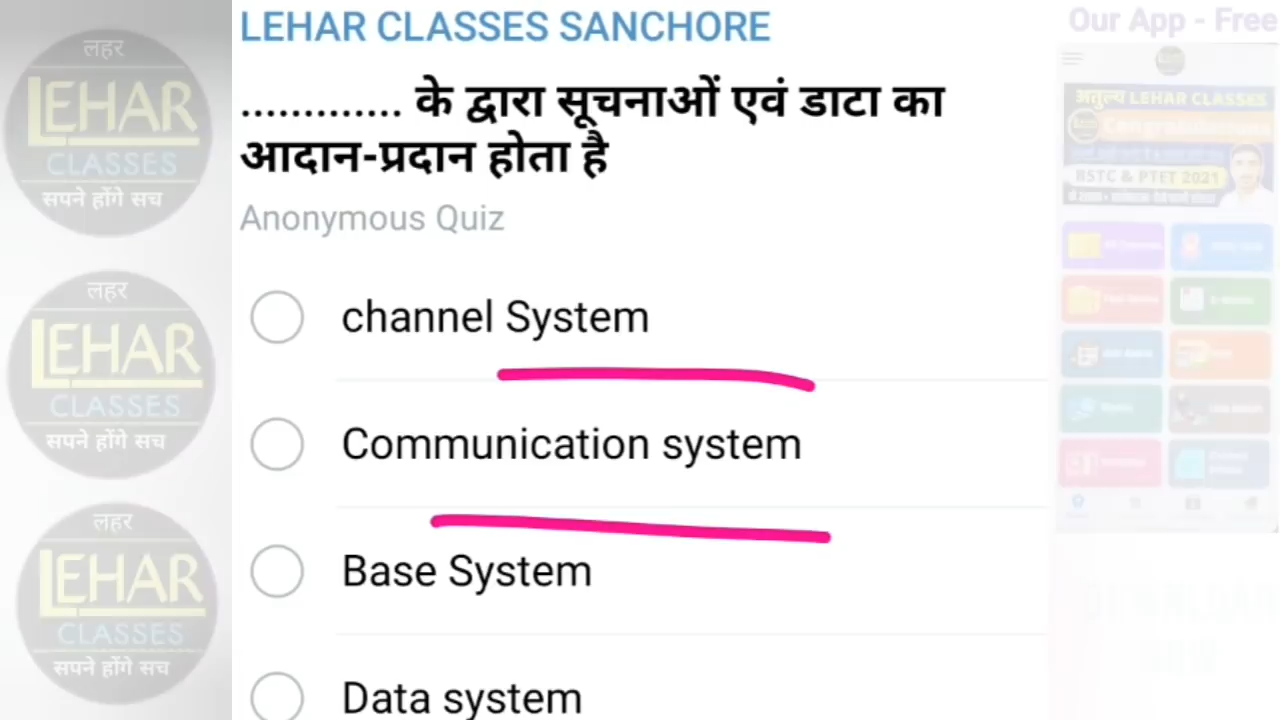 LEHAR CLASSES SANCHORE
............. के द्वारा सूचनाओं एवं डाटा का
आदान-प्रदान होता है
Anonymous Quiz
channel System
Communication system
Base System
Data system
लहर
LEHAR
CLASSES
सपने होंगे सच
लहर
LEHAR
CLASSES
सपने होंगे सच
लहर
LEHAR
CLASSES
सपने होंगे सच
Our App - Free
अतुल्य LEHAR CLASSES
BSTC & PTET 2021